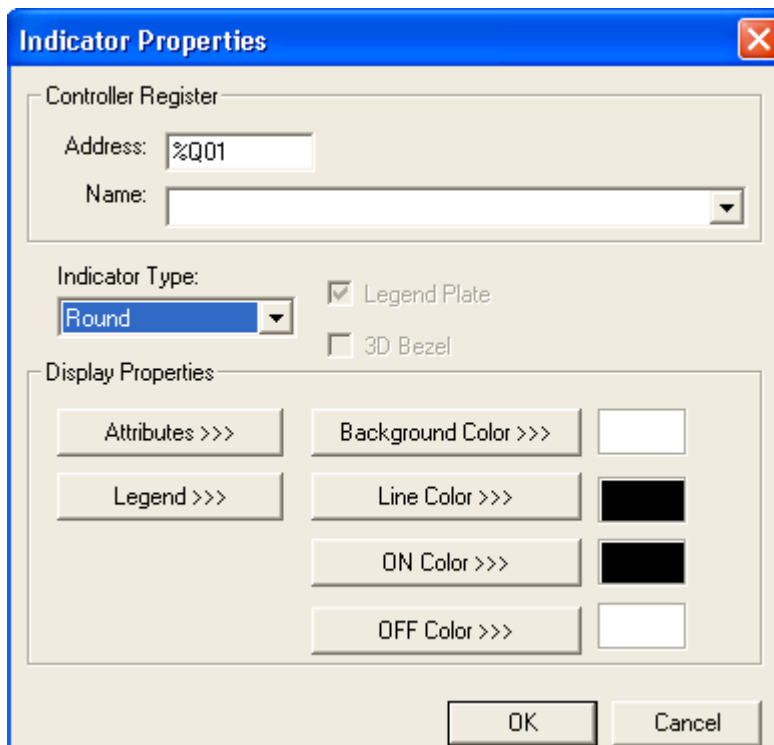 Indicator Properties
Controller Register
Address: %Q01
Name:
Indicator Type:
Round
Legend Plate
3D Bezel
Display Properties
Attributes >>>
Background Color >>>
Legend >>>
Line Color >>>
ON Color >>>
OFF Color >>>
OK
Cancel